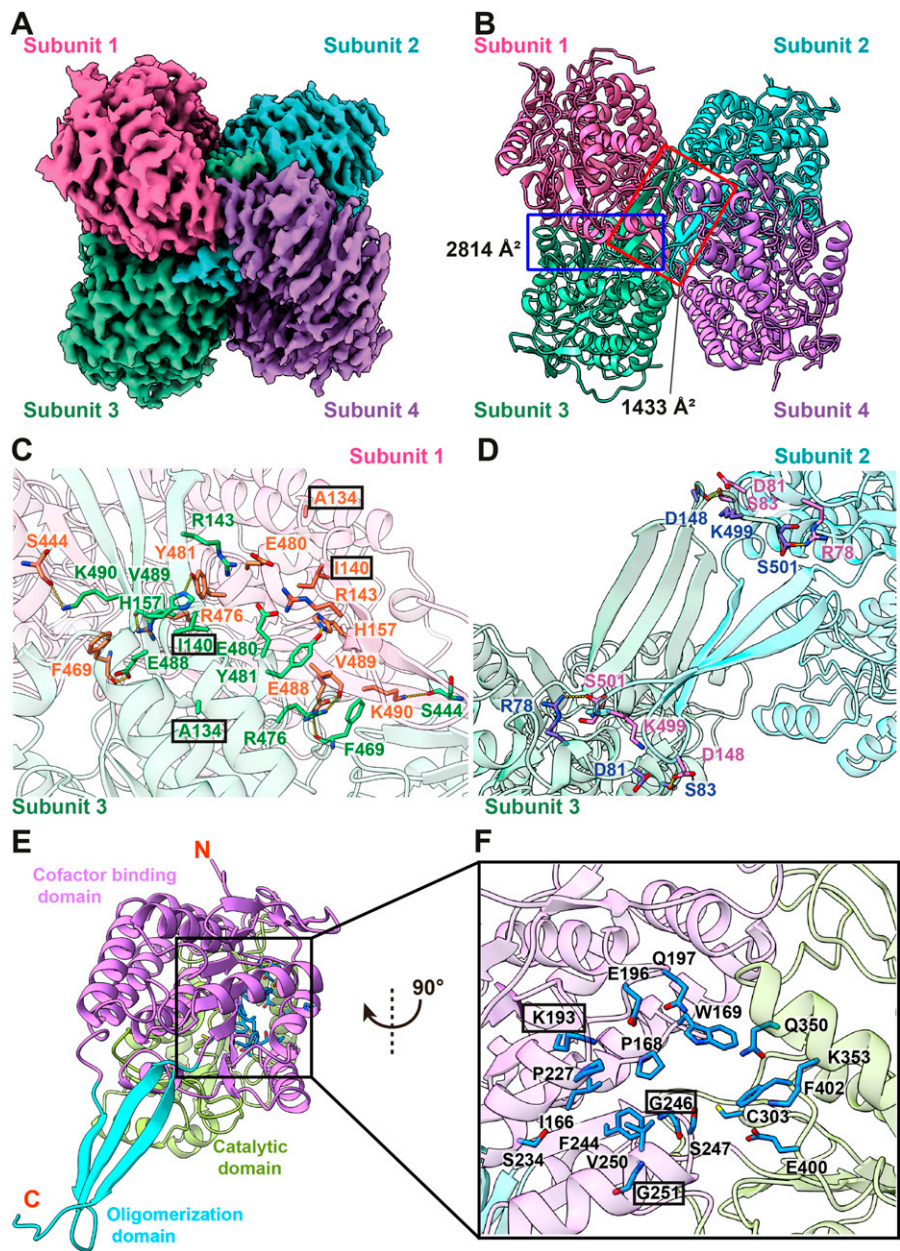 A
Subunit 1
Subunit 2
Subunit 3
Subunit 4
B
Subunit 1
Subunit 2
2814 Å²
Subunit 3
1433 Å²
Subunit 4
C
Subunit 1
A134
S444
R143
E480
K490
V489
Y481
I140
H157
R476
R143
I140
E480
H157
F469
E488
Y481
V489
E488
K490
S444
A134
R476
F469
Subunit 3
D
Subunit 2
D81
S83
D148
K499
R78
S501
S501
R78
K499
D148
D81
S83
Subunit 3
E
N
Cofactor binding
domain
90°
Catalytic
domain
C
Oligomerization
domain
F
Q197
E196
K193
W169
Q350
P168
K353
P227
F402
G246
C303
I166
F244
S247
S234
V250
E400
G251